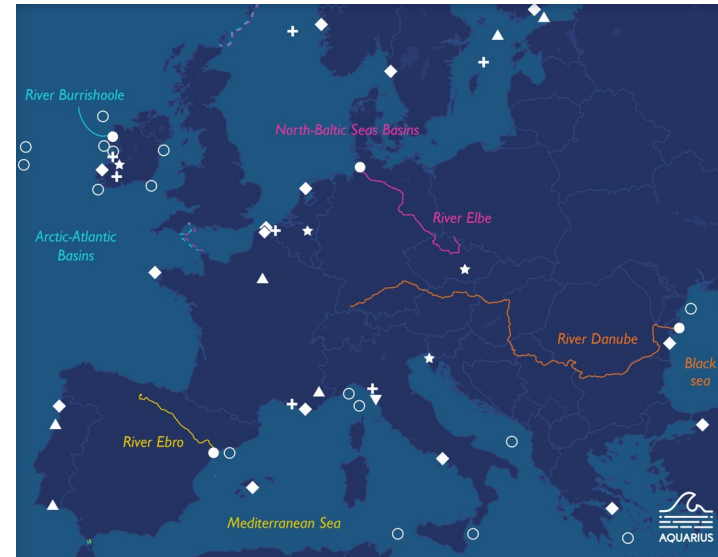 River Burrishoole
North-Baltic Seas Basins
River Elbe
Arctic-Atlantic
Basins
River Danube
Black
sea
River Ebro
Mediterranean Sea
AQUARIUS